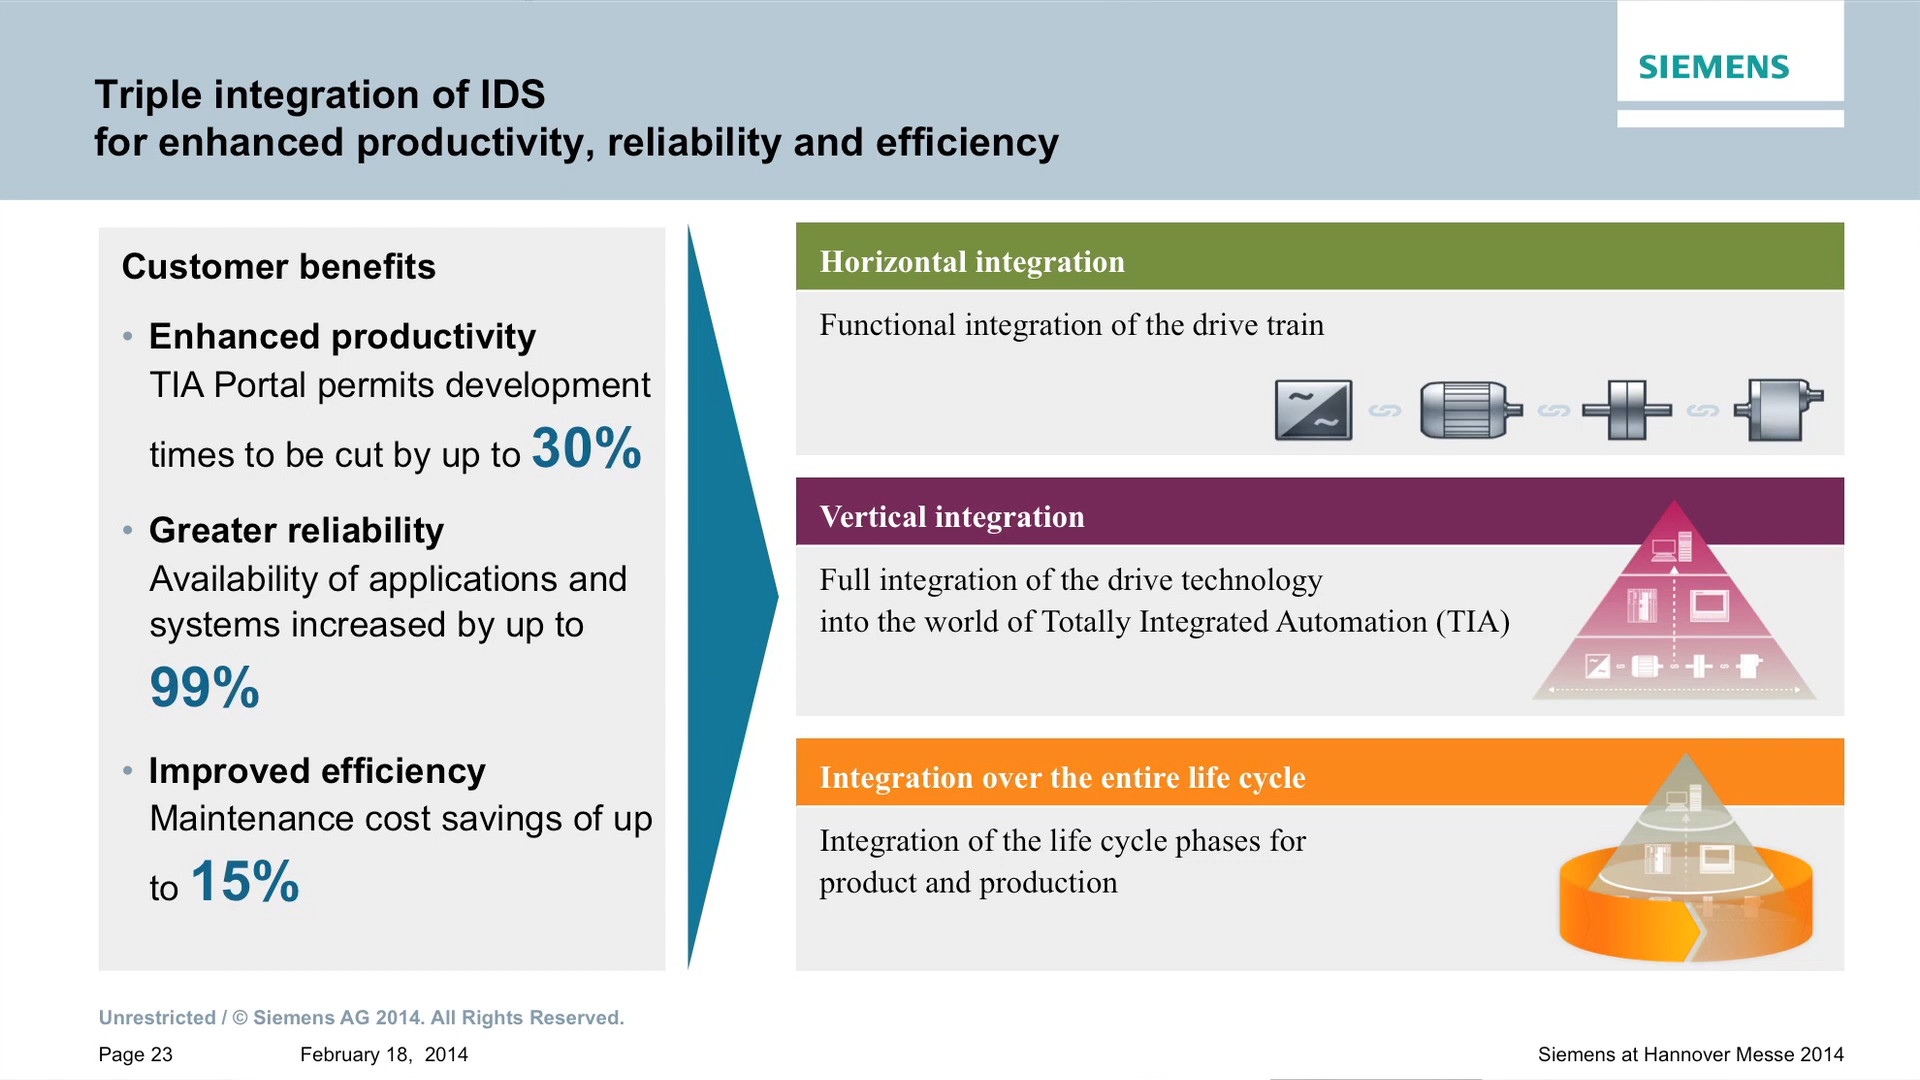 Triple integration of IDS
for enhanced productivity, reliability and efficiency
SIEMENS
Customer benefits
• Enhanced productivity
TIA Portal permits development
times to be cut by up to 30%
• Greater reliability
Availability of applications and
systems increased by up to
99%
• Improved efficiency
Maintenance cost savings of up
to 15%
Horizontal integration
Functional integration of the drive train
Vertical integration
Full integration of the drive technology
into the world of Totally Integrated Automation (TIA)
Integration over the entire life cycle
Integration of the life cycle phases for
product and production
Unrestricted / © Siemens AG 2014. All Rights Reserved.
Page 23 February 18, 2014 Siemens at Hannover Messe 2014